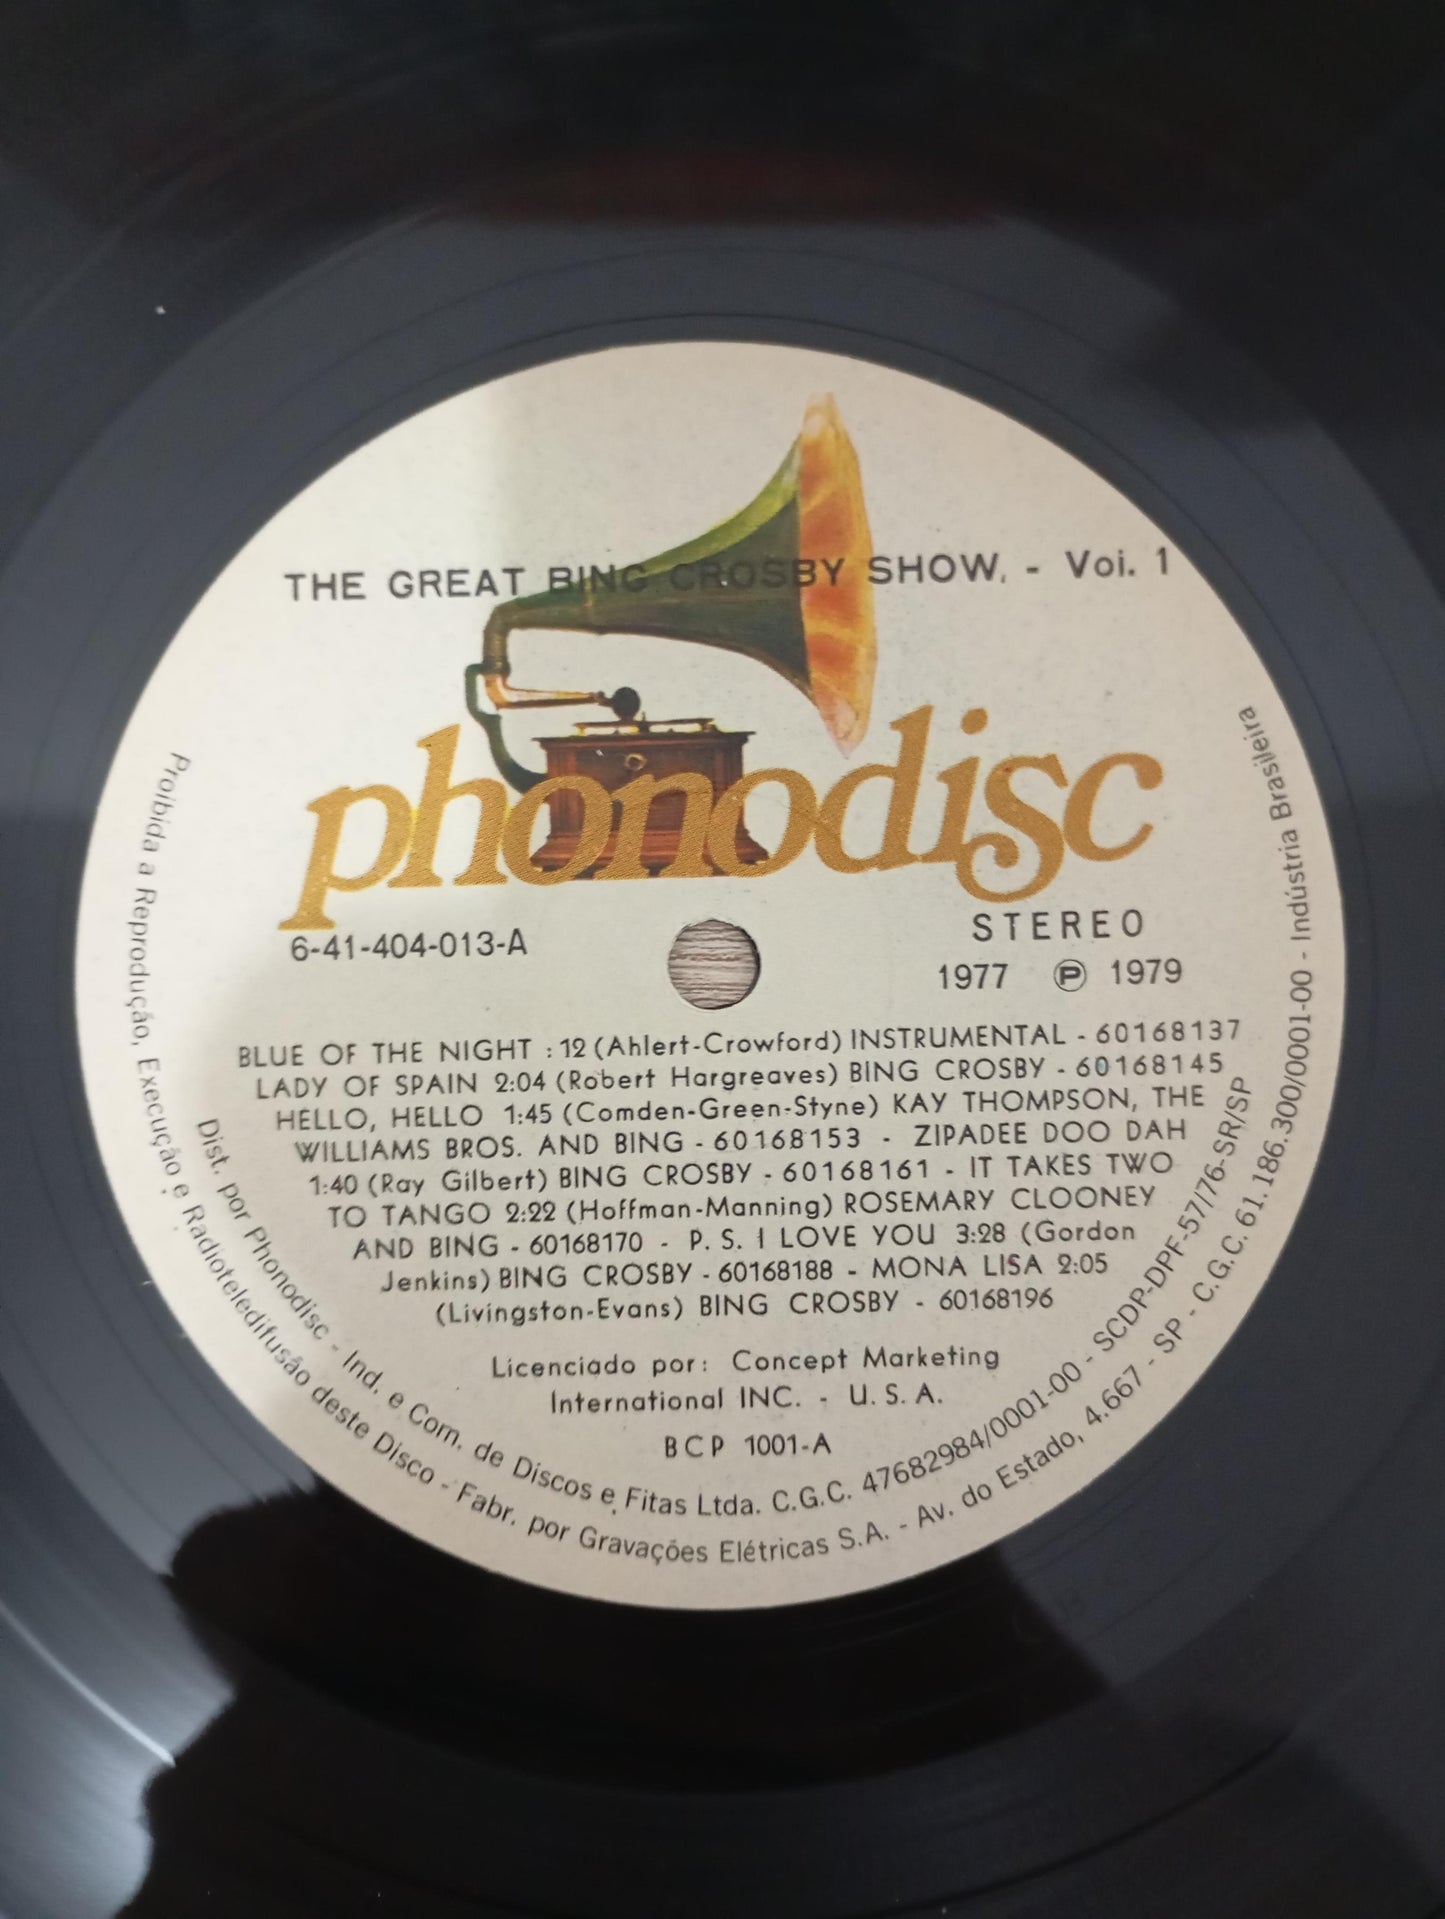 THE GREAT BING CROSBY SHOW. - Voi. 1
phonodisc
6-41-404-013-A
STEREO
1977 Ⓟ 1979
BLUE OF THE NIGHT :12 (Ahlert-Crowford) INSTRUMENTAL - 60168137
LADY OF SPAIN 2:04 (Robert Hargreaves) BING CROSBY - 60168145
HELLO, HELLO 1:45 (Comden-Green-Styne) KAY THOMPSON, THE
WILLIAMS BROS. AND BING - 60168153 - ZIPADEE DOO DAH
1:40 (Ray Gilbert) BING CROSBY - 60168161 - IT TAKES TWO
TO TANGO 2:22 (Hoffman-Manning) ROSEMARY CLOONEY
AND BING - 60168170 - P. S. I LOVE YOU 3:28 (Gordon
Jenkins) BING CROSBY - 60168188 - MONA LISA 2:05
(Livingston-Evans) BING CROSBY - 60168196
Licenciado por: Concept Marketing
International INC. - U. S. A.
BCP 1001-A
Dist. por Phonodisc - Ind. e Com. de Discos e Fitas Ltda. C.G.C. 47682984/0001-00 - SCDP-DPF-57/76-SR/SP
Proibida a Reprodução, Execução e Radioteledifusão deste Disco - Fabr. por Gravações Elétricas S.A. - Av. do Estado, 4.667 - SP - C.G.C. 61.186.300/0001-00 - Indústria Brasileira